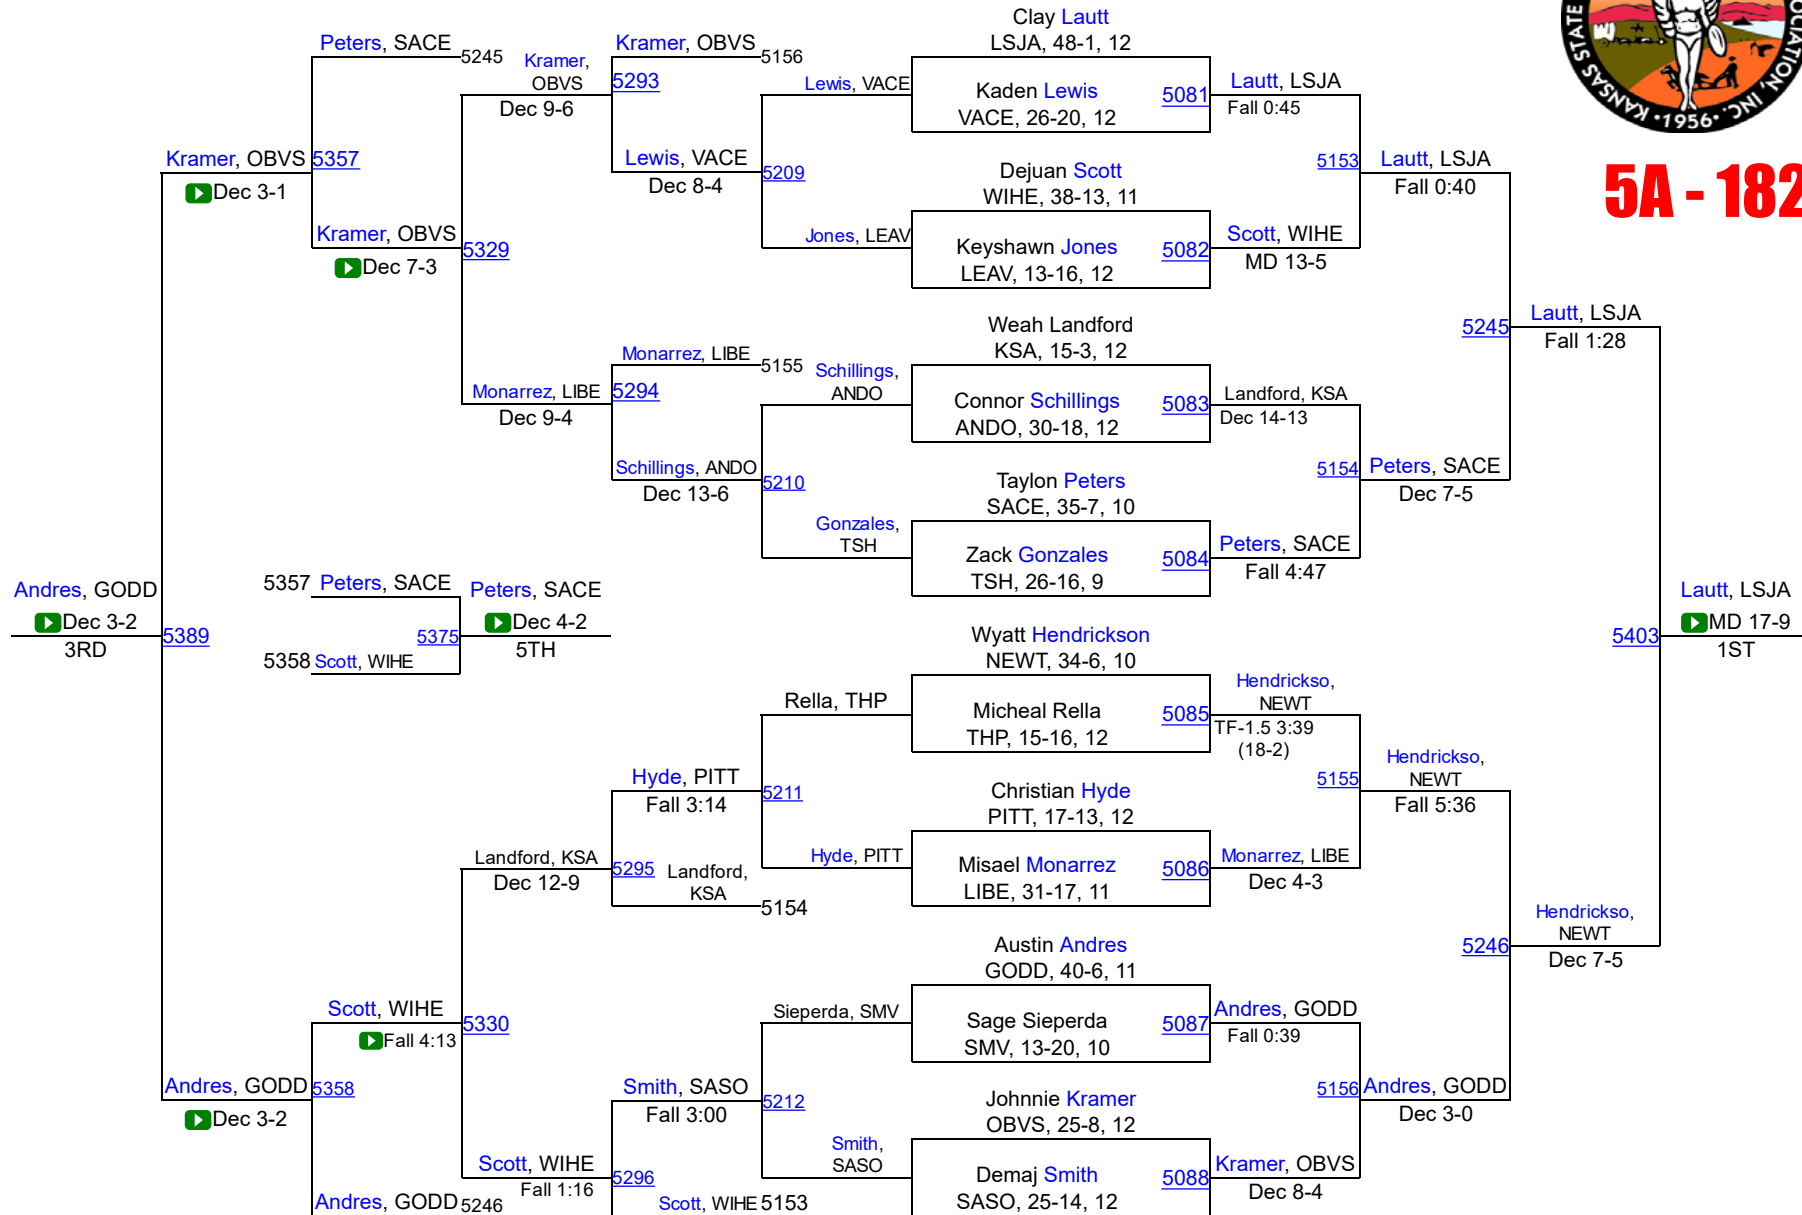 Clay Lautt
LSJA, 48-1, 12
Peters, SACE
5245
Kramer,
OBVS
Dec 9-6
Kramer, OBVS
5156
5293
Lewis, VACE
Kaden Lewis
VACE, 26-20, 12
5081
Lautt, LSJA
Fall 0:45
KANSAS STATE
OCIATION, INC.
•1956•
5A - 182
Kramer, OBVS
5357
Dec 3-1
Lewis, VACE
Dec 8-4
5209
Dejuan Scott
WIHE, 38-13, 11
5153
Lautt, LSJA
Fall 0:40
Kramer, OBVS
Dec 7-3
5329
Jones, LEAV
Keyshawn Jones
LEAV, 13-16, 12
5082
Scott, WIHE
MD 13-5
Weah Landford
KSA, 15-3, 12
5245
Lautt, LSJA
Fall 1:28
Monarrez, LIBE
5155
Monarrez, LIBE
Dec 9-4
5294
Schillings,
ANDO
Connor Schillings
ANDO, 30-18, 12
5083
Landford, KSA
Dec 14-13
Schillings, ANDO
Dec 13-6
5210
Taylon Peters
SACE, 35-7, 10
5154
Peters, SACE
Dec 7-5
Gonzales,
TSH
Zack Gonzales
TSH, 26-16, 9
5084
Peters, SACE
Fall 4:47
Andres, GODD
Dec 3-2
3RD
5389
5357
Peters, SACE
5358
Scott, WIHE
5375
Peters, SACE
Dec 4-2
5TH
Wyatt Hendrickson
NEWT, 34-6, 10
5403
Lautt, LSJA
MD 17-9
1ST
Rella, THP
Micheal Rella
THP, 15-16, 12
5085
Hendrickso,
NEWT
TF-1.5 3:39
(18-2)
Hyde, PITT
Fall 3:14
5211
Christian Hyde
PITT, 17-13, 12
5155
Hendrickso,
NEWT
Fall 5:36
Landford, KSA
Dec 12-9
5295
Landford,
KSA
5154
Hyde, PITT
Misael Monarrez
LIBE, 31-17, 11
5086
Monarrez, LIBE
Dec 4-3
Austin Andres
GODD, 40-6, 11
5246
Hendrickso,
NEWT
Dec 7-5
Scott, WIHE
Fall 4:13
5330
Sieperda, SMV
Sage Sieperda
SMV, 13-20, 10
5087
Andres, GODD
Fall 0:39
Andres, GODD
Dec 3-2
5358
Smith, SASO
Fall 3:00
5212
Johnnie Kramer
OBVS, 25-8, 12
5156
Andres, GODD
Dec 3-0
Scott, WIHE
Fall 1:16
5296
Smith,
SASO
Demaj Smith
SASO, 25-14, 12
5088
Kramer, OBVS
Dec 8-4
Andres, GODD
5246
Scott, WIHE
5153